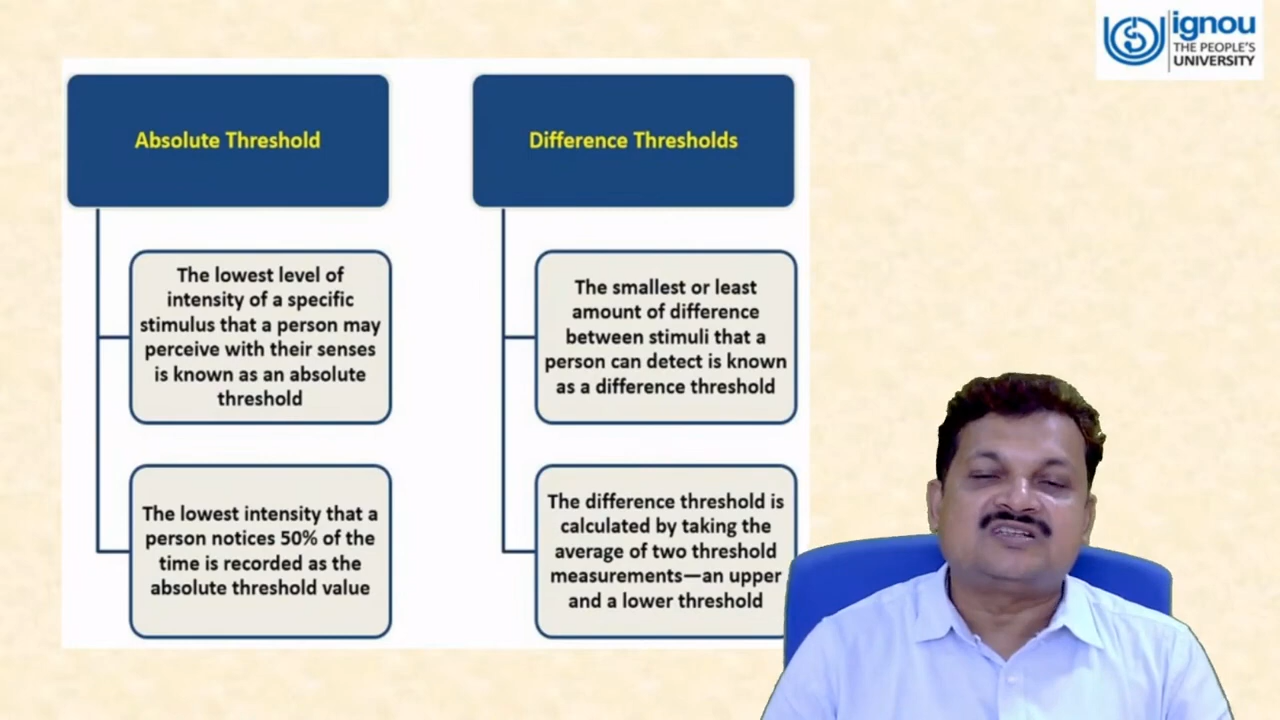 ignou
THE PEOPLE'S
UNIVERSITY
Absolute Threshold
The lowest level of
intensity of a specific
stimulus that a person may
perceive with their senses
is known as an absolute
threshold
The lowest intensity that a
person notices 50% of the
time is recorded as the
absolute threshold value
Difference Thresholds
The smallest or least
amount of difference
between stimuli that a
person can detect is known
as a difference threshold
The difference threshold is
calculated by taking the
average of two threshold
measurements—an upper
and a lower threshold